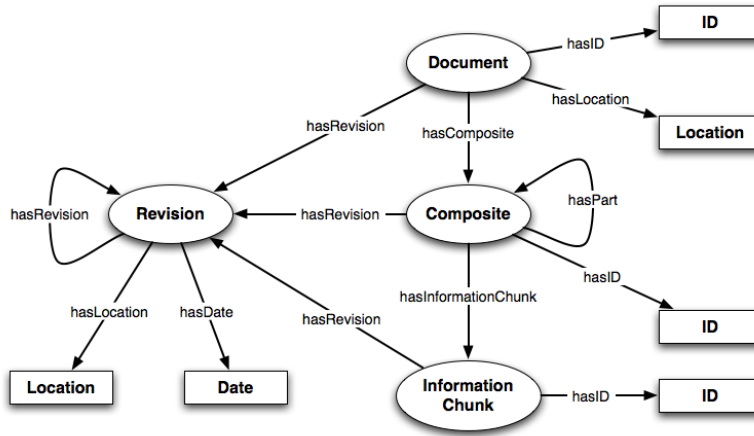 ID
hasID
Document
hasLocation
hasRevision
hasComposite
Location
hasRevision
Revision
hasRevision
Composite
hasPart
hasID
hasInformationChunk
hasLocation
hasDate
hasRevision
ID
Location
Date
Information
Chunk
hasID
ID